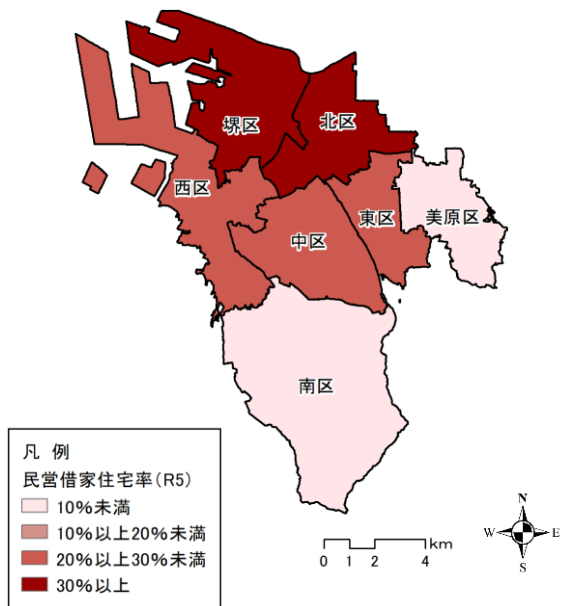 堺区
北区
西区
東区
美原区
中区
南区
凡 例
民営借家住宅率(R5)
10%未満
10%以上20%未満
20%以上30%未満
30%以上
km
0 1 2 4
N
W E
S